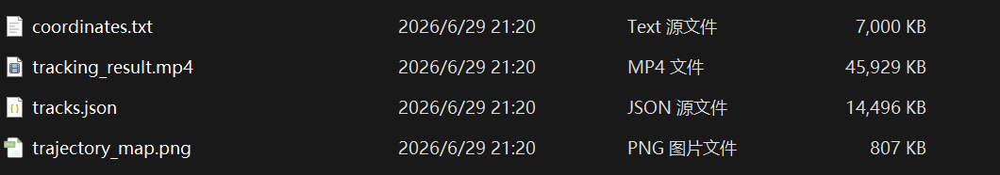 coordinates.txt 2026/6/29 21:20 Text 源文件 7,000 KB
tracking_result.mp4 2026/6/29 21:20 MP4 文件 45,929 KB
tracks.json 2026/6/29 21:20 JSON 源文件 14,496 KB
trajectory_map.png 2026/6/29 21:20 PNG 图片文件 807 KB